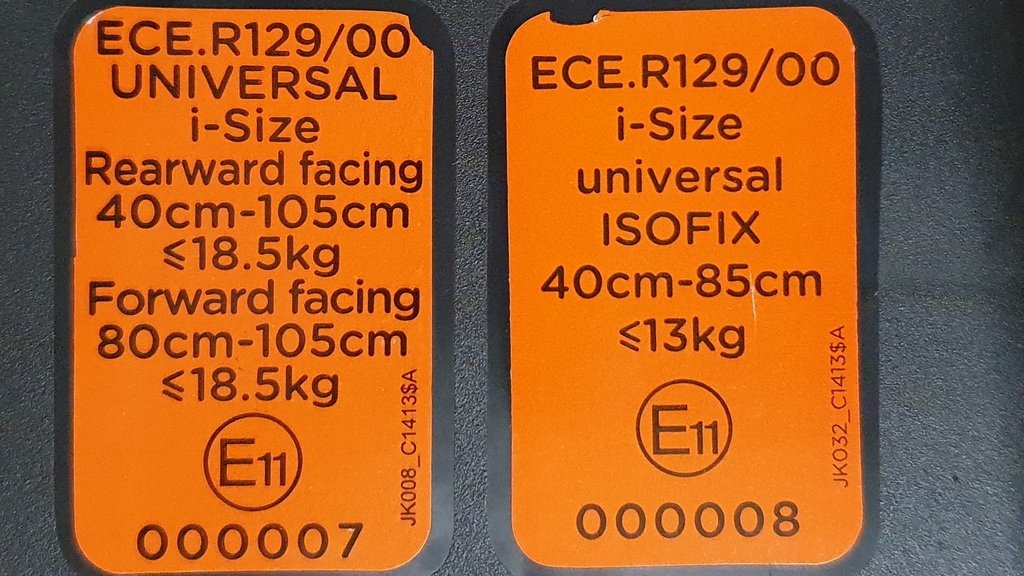 ECE.R129/00
UNIVERSAL
i-Size
Rearward facing
40cm-105cm
≤18.5kg
Forward facing
80cm-105cm
≤18.5kg
E11
000007
JK008_C1413$A
ECE.R129/00
i-Size
universal
ISOFIX
40cm-85cm
≤13kg
E11
000008
JK032_C1413$A